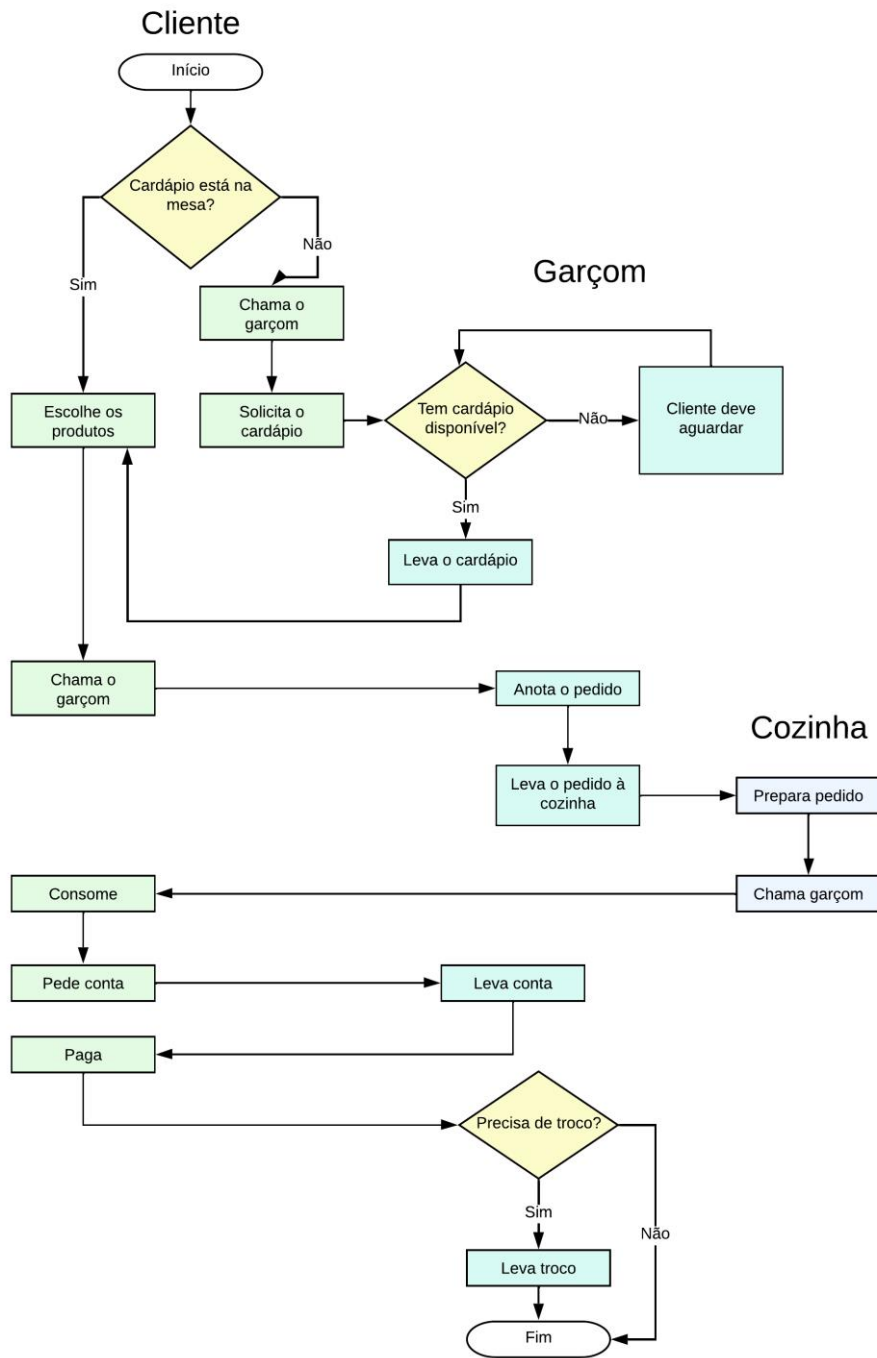 Cliente
Início
Cardápio está na
mesa?
Não
Sim
Garçom
Chama o
garçom
Escolhe os
produtos
Solicita o
cardápio
Tem cardápio
disponível?
Não
Cliente deve
aguardar
Sim
Leva o cardápio
Chama o
garçom
Anota o pedido
Cozinha
Leva o pedido à
cozinha
Prepara pedido
Consome
Chama garçom
Pede conta
Leva conta
Paga
Precisa de troco?
Sim
Não
Leva troco
Fim